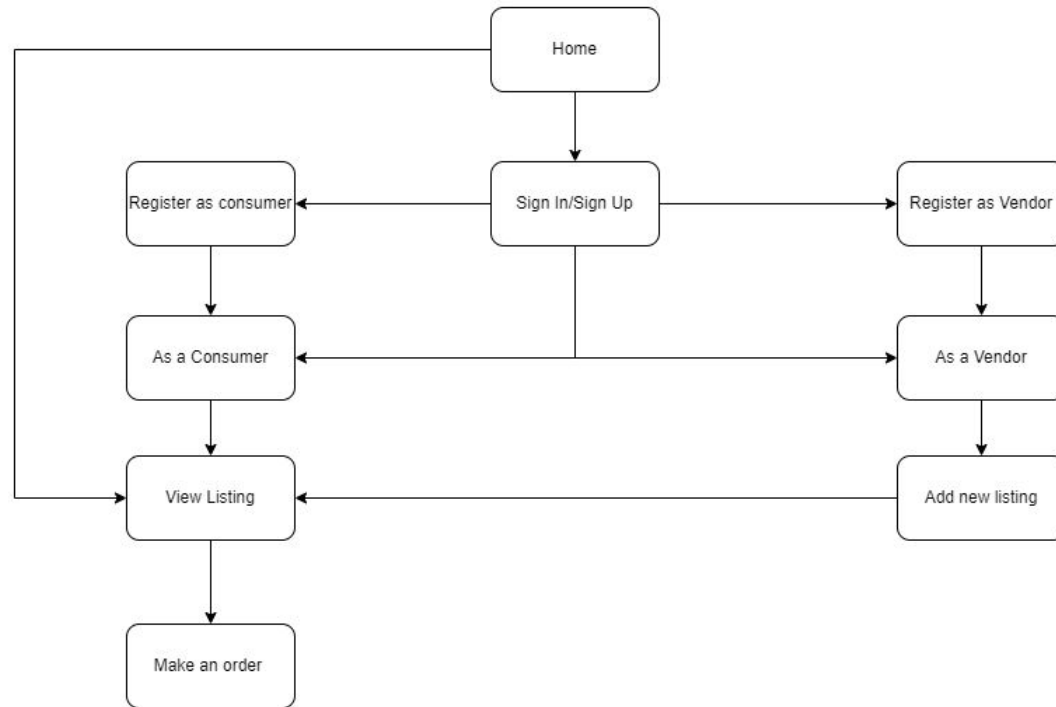 Home
Register as consumer
Sign In/Sign Up
Register as Vendor
As a Consumer
As a Vendor
View Listing
Add new listing
Make an order